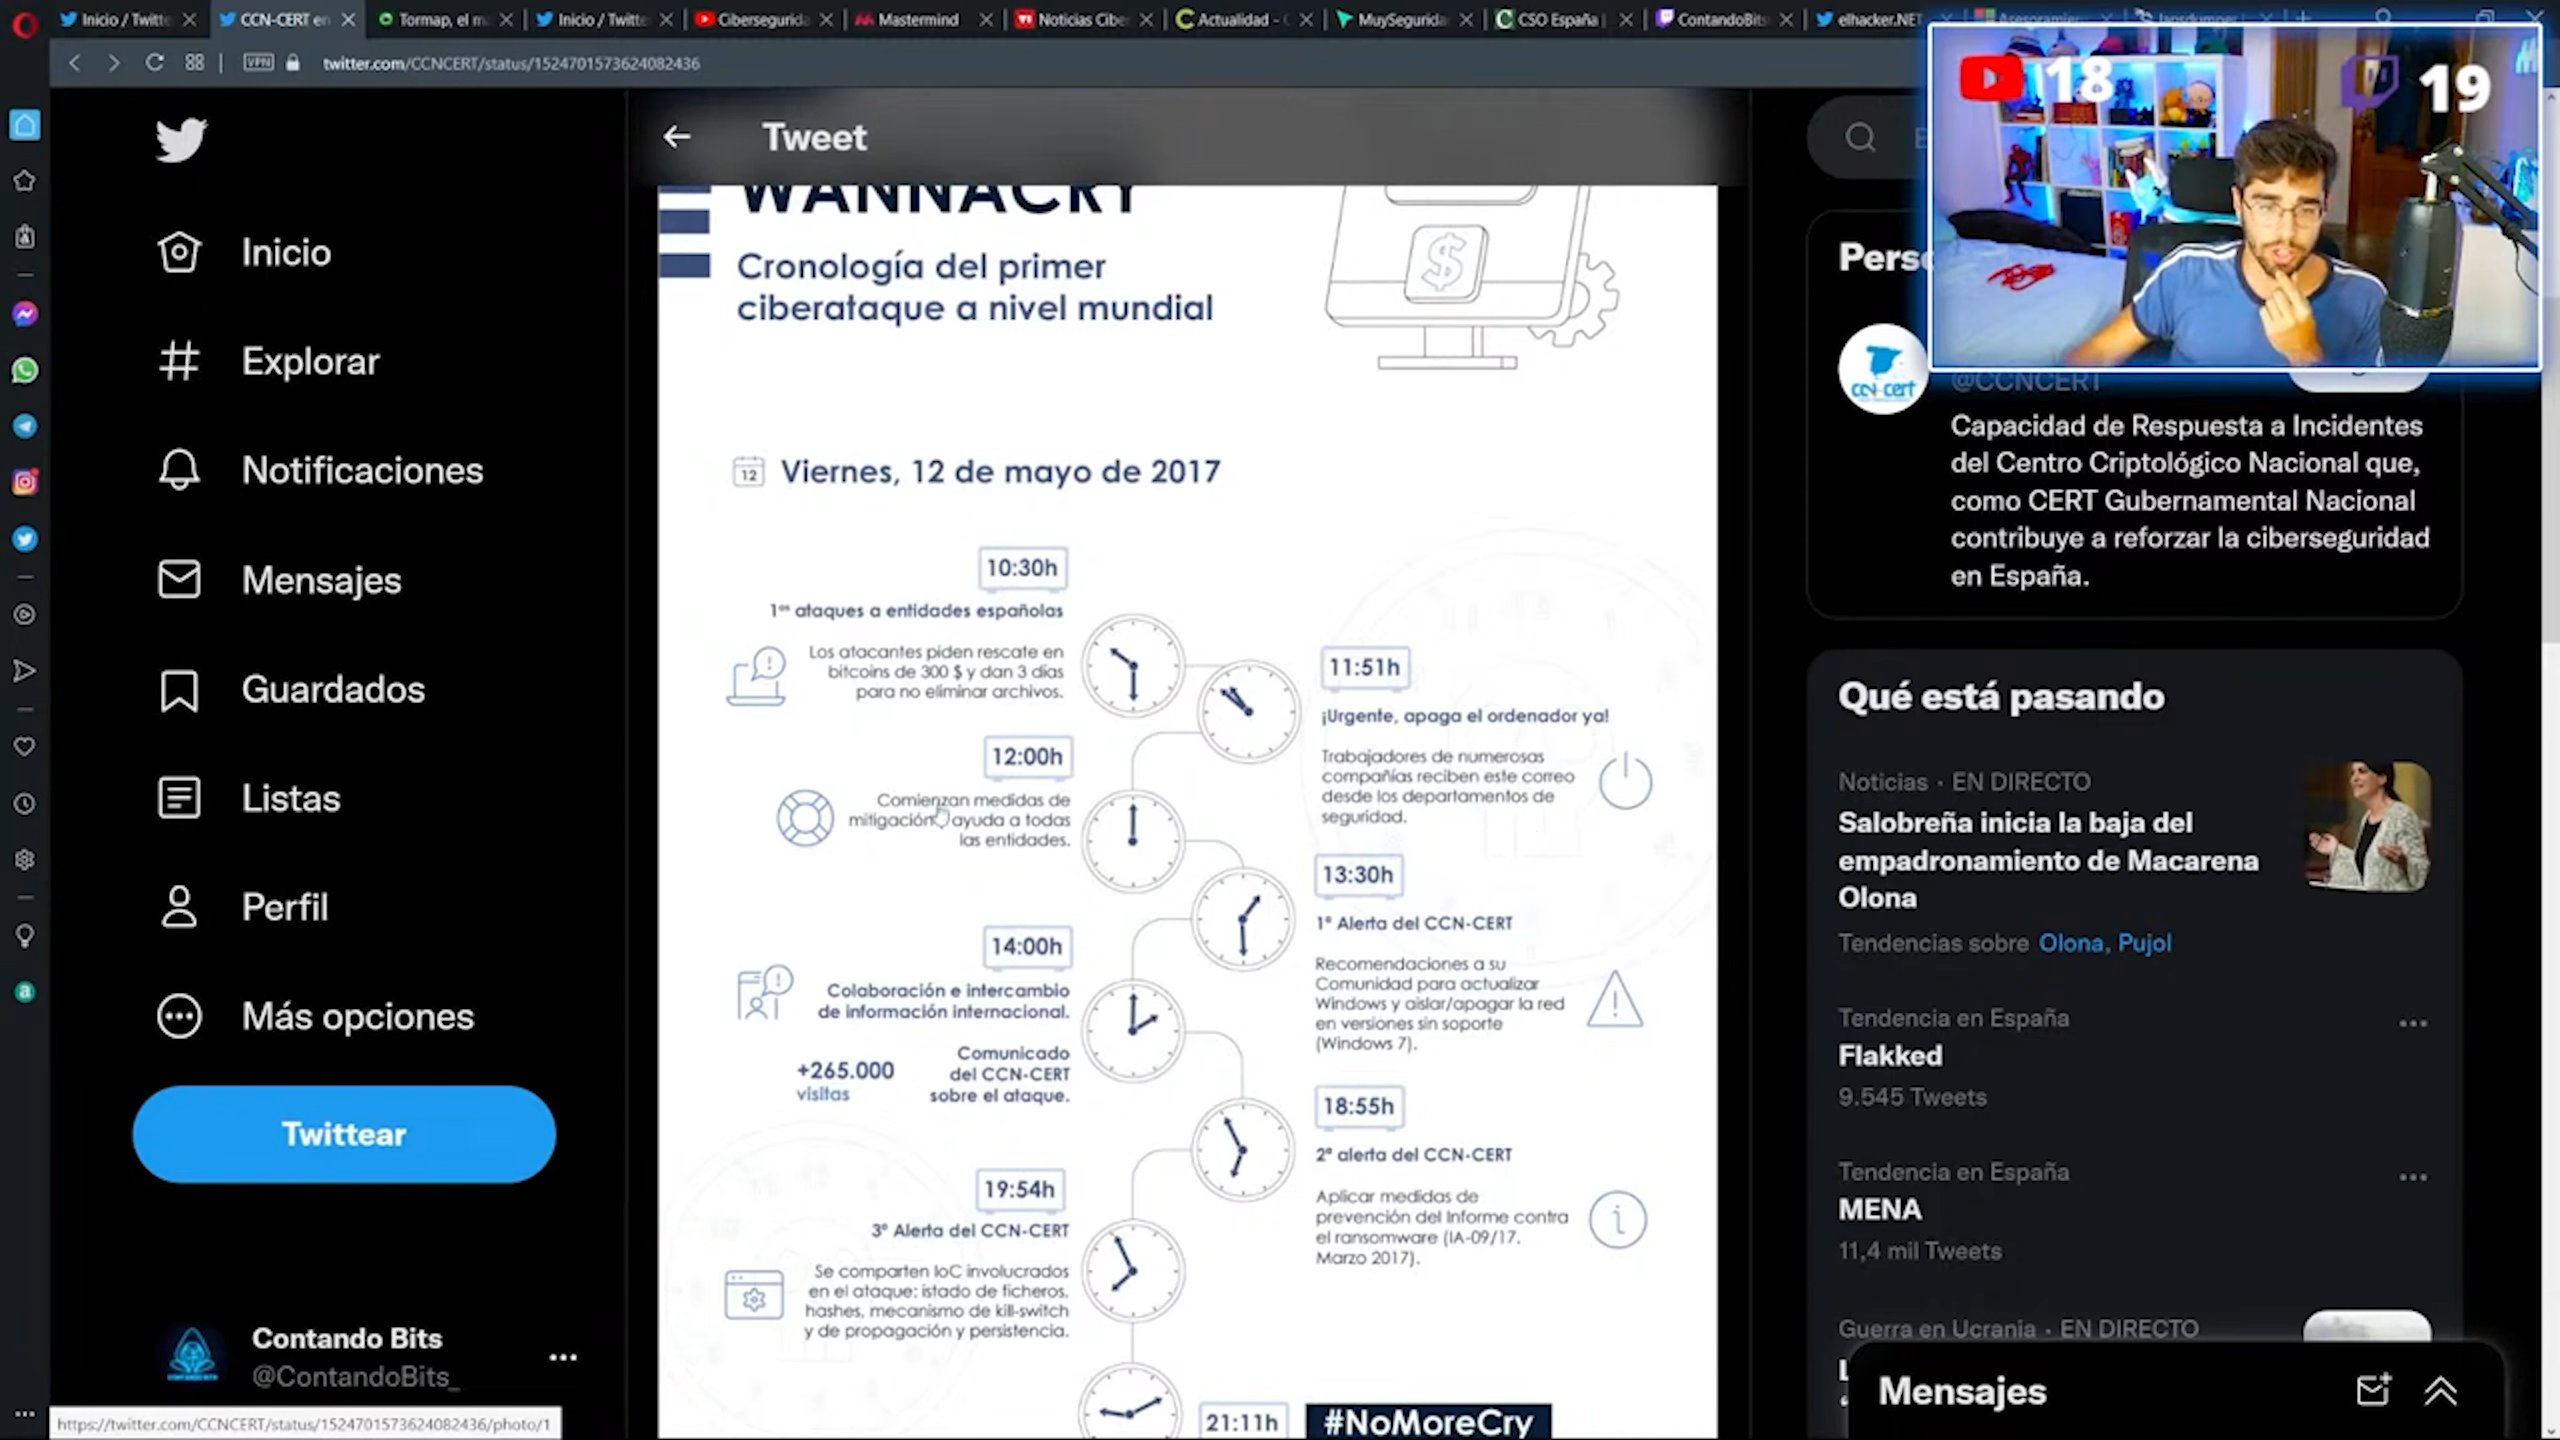 Inicio / Twitte
CCN-CERT en
Tormap, el m
Inicio / Twitte
Cibersegurida
Mastermind
Noticias Cibe
Actualidad -
MuySegurida
CSO España |
ContandoBits
elhacker.NET
VPN
twitter.com/CCNCERT/status/1524701573624082436
18
19
Inicio
Explorar
Notificaciones
Mensajes
Guardados
Listas
Perfil
Más opciones
Twittear
Contando Bits
@ContandoBits_
https://twitter.com/CCNCERT/status/1524701573624082436/photo/1
Tweet
WANNACRY
Cronología del primer
ciberataque a nivel mundial
12
Viernes, 12 de mayo de 2017
10:30h
1os ataques a entidades españolas
Los atacantes piden rescate en
bitcoins de 300 $ y dan 3 días
para no eliminar archivos.
11:51h
¡Urgente, apaga el ordenador ya!
Trabajadores de numerosas
compañías reciben este correo
desde los departamentos de
seguridad.
12:00h
Comienzan medidas de
mitigación ayuda a todas
las entidades.
13:30h
1ª Alerta del CCN-CERT
Recomendaciones a su
Comunidad para actualizar
Windows y aislar/apagar la red
en versiones sin soporte
(Windows 7).
14:00h
Colaboración e intercambio
de información internacional.
+265.000
visitas
Comunicado
del CCN-CERT
sobre el ataque.
18:55h
2ª alerta del CCN-CERT
Aplicar medidas de
prevención del Informe contra
el ransomware (IA-09/17.
Marzo 2017).
19:54h
3ª Alerta del CCN-CERT
Se comparten IoC involucrados
en el ataque: istado de ficheros,
hashes, mecanismo de kill-switch
y de propagación y persistencia.
21:11h
#NoMoreCry
Pers
ccn-cert
@CCNCERT
Capacidad de Respuesta a Incidentes
del Centro Criptológico Nacional que,
como CERT Gubernamental Nacional
contribuye a reforzar la ciberseguridad
en España.
Qué está pasando
Noticias · EN DIRECTO
Salobreña inicia la baja del
empadronamiento de Macarena
Olona
Tendencias sobre Olona, Pujol
Tendencia en España
Flakked
9.545 Tweets
Tendencia en España
MENA
11,4 mil Tweets
Guerra en Ucrania · EN DIRECTO
Mensajes